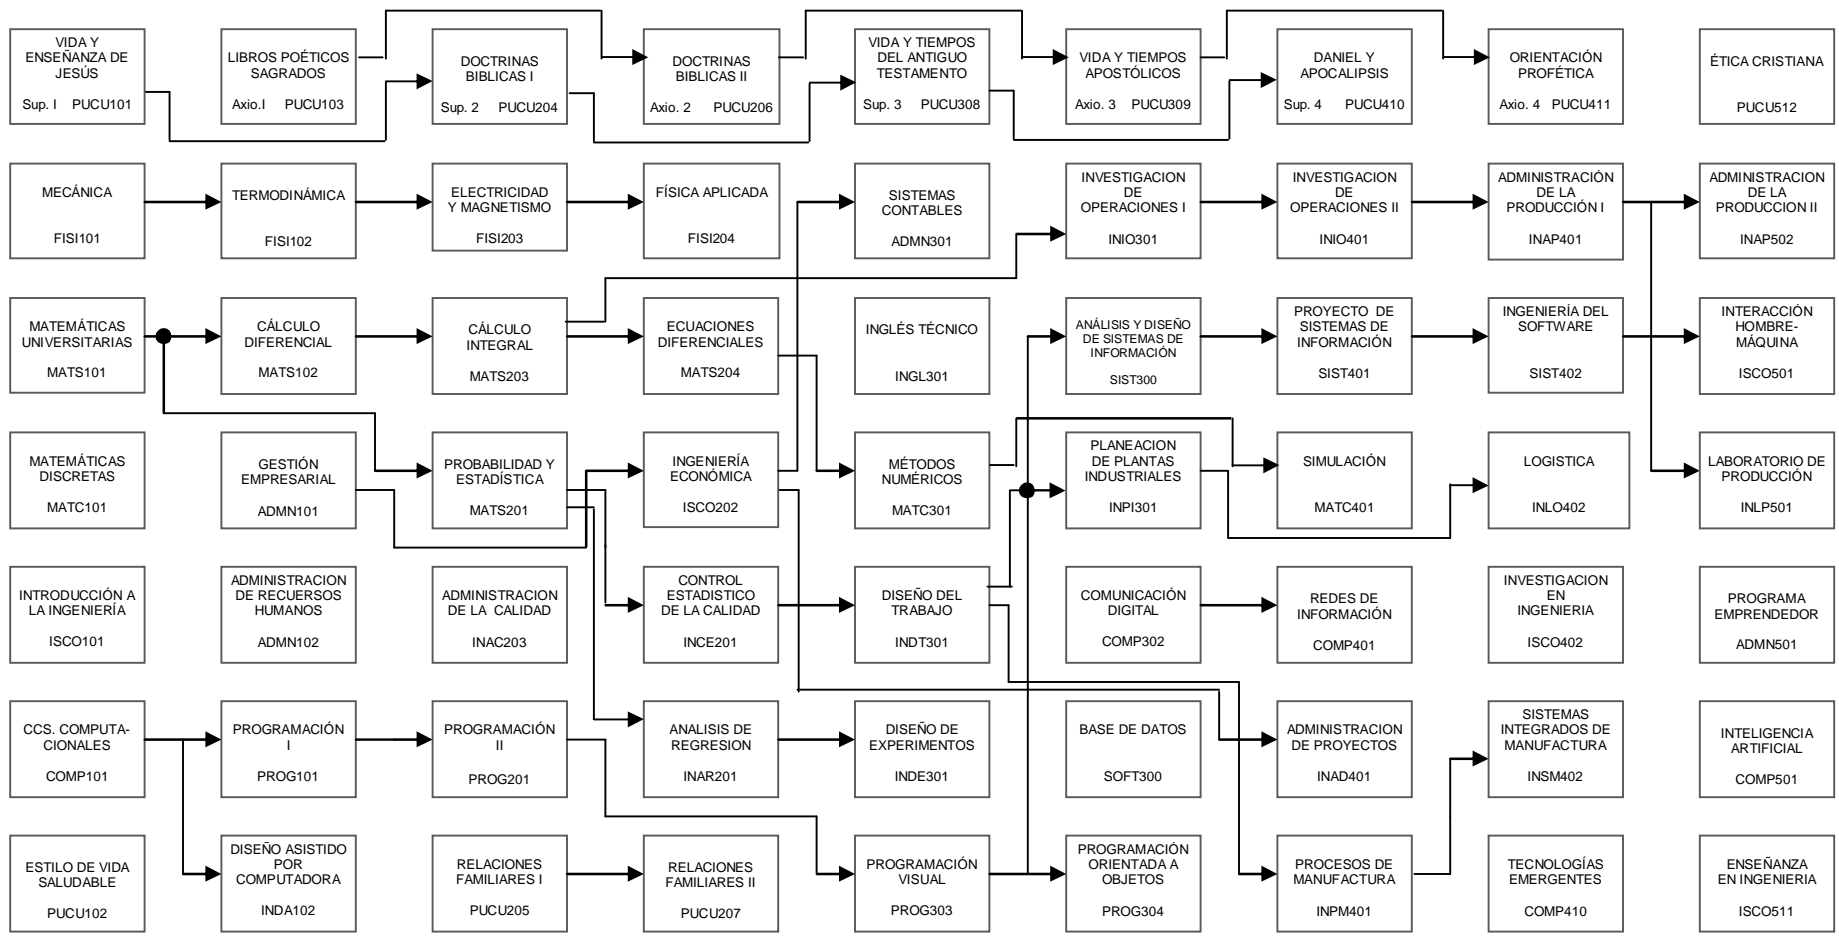 VIDA Y
ENSEÑANZA DE
JESÚS
Sup. I PUCU101
LIBROS POÉTICOS
SAGRADOS
Axio.I PUCU103
DOCTRINAS
BIBLICAS I
Sup. 2 PUCU204
DOCTRINAS
BIBLICAS II
Axio. 2 PUCU206
VIDA Y TIEMPOS
DEL ANTIGUO
TESTAMENTO
Sup. 3 PUCU308
VIDA Y TIEMPOS
APOSTÓLICOS
Axio. 3 PUCU309
DANIEL Y
APOCALIPSIS
Sup. 4 PUCU410
ORIENTACIÓN
PROFÉTICA
Axio. 4 PUCU411
ÉTICA CRISTIANA
PUCU512
MECÁNICA
FISI101
TERMODINÁMICA
FISI102
ELECTRICIDAD
Y MAGNETISMO
FISI203
FÍSICA APLICADA
FISI204
SISTEMAS
CONTABLES
ADMN301
INVESTIGACION
DE
OPERACIONES I
INIO301
INVESTIGACION
DE
OPERACIONES II
INIO401
ADMINISTRACIÓN
DE LA
PRODUCCIÓN I
INAP401
ADMINISTRACION
DE LA
PRODUCCION II
INAP502
MATEMÁTICAS
UNIVERSITARIAS
MATS101
CÁLCULO
DIFERENCIAL
MATS102
CÁLCULO
INTEGRAL
MATS203
ECUACIONES
DIFERENCIALES
MATS204
INGLÉS TÉCNICO
INGL301
ANÁLISIS Y DISEÑO
DE SISTEMAS DE
INFORMACIÓN
SIST300
PROYECTO DE
SISTEMAS DE
INFORMACIÓN
SIST401
INGENIERÍA DEL
SOFTWARE
SIST402
INTERACCIÓN
HOMBRE-
MÁQUINA
ISCO501
MATEMÁTICAS
DISCRETAS
MATC101
GESTIÓN
EMPRESARIAL
ADMN101
PROBABILIDAD Y
ESTADÍSTICA
MATS201
INGENIERÍA
ECONÓMICA
ISCO202
MÉTODOS
NUMÉRICOS
MATC301
PLANEACION
DE PLANTAS
INDUSTRIALES
INPI301
SIMULACIÓN
MATC401
LOGISTICA
INLO402
LABORATORIO DE
PRODUCCIÓN
INLP501
INTRODUCCIÓN A
LA INGENIERÍA
ISCO101
ADMINISTRACION
DE RECUERSOS
HUMANOS
ADMN102
ADMINISTRACION
DE LA CALIDAD
INAC203
CONTROL
ESTADISTICO
DE LA CALIDAD
INCE201
DISEÑO DEL
TRABAJO
INDT301
COMUNICACIÓN
DIGITAL
COMP302
REDES DE
INFORMACIÓN
COMP401
INVESTIGACION
EN
INGENIERIA
ISCO402
PROGRAMA
EMPRENDEDOR
ADMN501
CCS. COMPUTA-
CIONALES
COMP101
PROGRAMACIÓN
I
PROG101
PROGRAMACIÓN
II
PROG201
ANALISIS DE
REGRESION
INAR201
DISEÑO DE
EXPERIMENTOS
INDE301
BASE DE DATOS
SOFT300
ADMINISTRACION
DE PROYECTOS
INAD401
SISTEMAS
INTEGRADOS DE
MANUFACTURA
INSM402
INTELIGENCIA
ARTIFICIAL
COMP501
ESTILO DE VIDA
SALUDABLE
PUCU102
DISEÑO ASISTIDO
POR
COMPUTADORA
INDA102
RELACIONES
FAMILIARES I
PUCU205
RELACIONES
FAMILIARES II
PUCU207
PROGRAMACIÓN
VISUAL
PROG303
PROGRAMACIÓN
ORIENTADA A
OBJETOS
PROG304
PROCESOS DE
MANUFACTURA
INPM401
TECNOLOGÍAS
EMERGENTES
COMP410
ENSEÑANZA
EN INGENIERIA
ISCO511